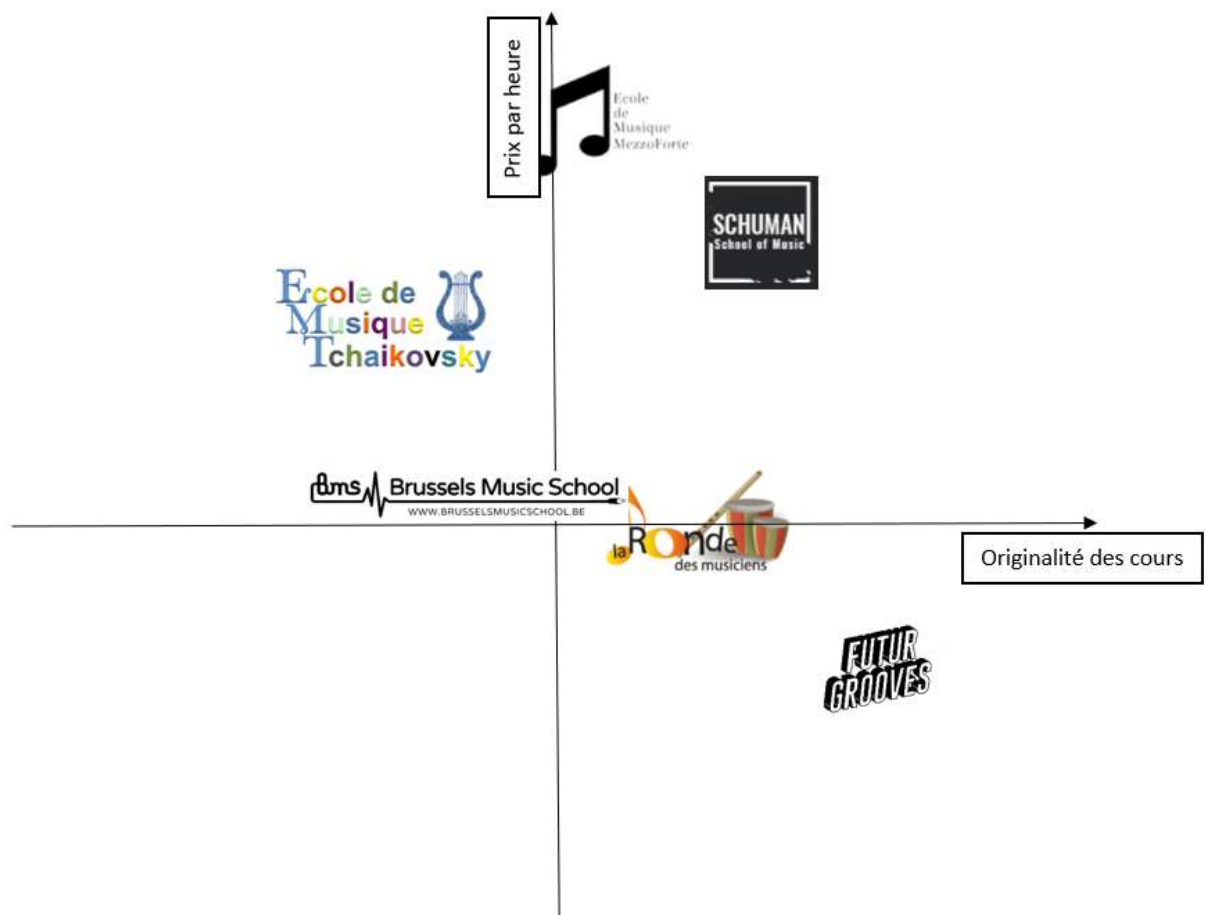 Prix par heure
Ecole
de
Musique
MezzoForte
SCHUMAN
School of Music
Ecole de
Musique
Tchaikovsky
bms Brussels Music School
WWW.BRUSSELSMUSICSCHOOL.BE
la Ronde
des musiciens
Originalité des cours
FUTUR
GROOVES